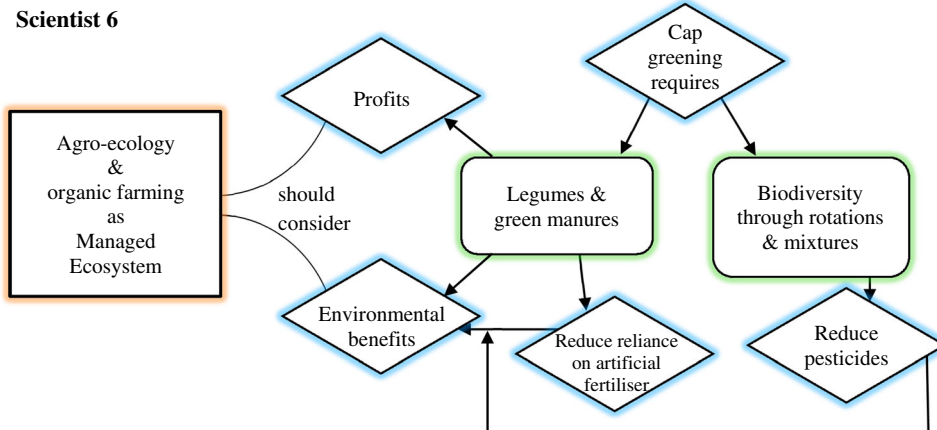 Scientist 6
Cap
greening
requires
Profits
Agro-ecology
&
organic farming
as
Managed
Ecosystem
should
consider
Legumes &
green manures
Biodiversity
through rotations
& mixtures
Environmental
benefits
Reduce reliance
on artificial
fertiliser
Reduce
pesticides